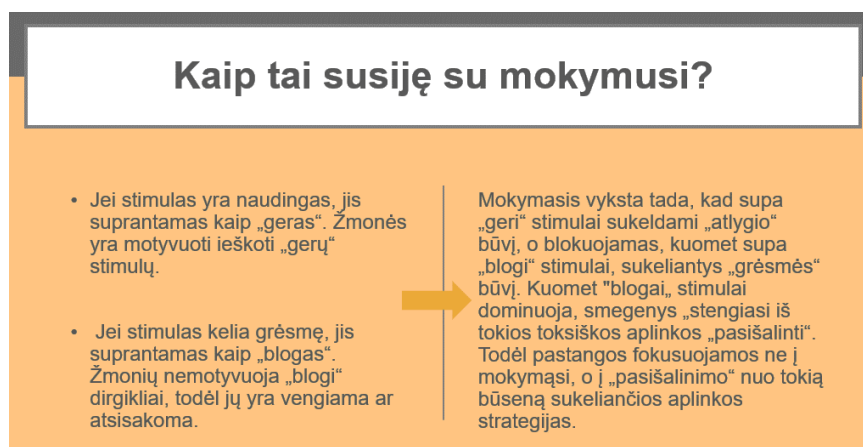 Kaip tai susiję su mokymusi?
• Jei stimulas yra naudingas, jis
suprantamas kaip „geras“. Žmonės
yra motyvuoti ieškoti „gerų“
stimulų.
• Jei stimulas kelia grėsmę, jis
suprantamas kaip „blogas“.
Žmonių nemotyvuoja „blogi“
dirgikliai, todėl jų yra vengiama ar
atsisakoma.
Mokymasis vyksta tada, kad supa
„geri“ stimulai sukeldami „atlygio“
būvį, o blokuojamas, kuomet supa
„blogi“ stimulai, sukeliantys „grėsmės“
būvį. Kuomet "blogai„ stimulai
dominuoja, smegenys „stengiasi iš
tokios toksiškos aplinkos „pasišalinti“.
Todėl pastangos fokusuojamos ne į
mokymąsi, o į „pasišalinimo“ nuo tokią
būseną sukeliančios aplinkos
strategijas.